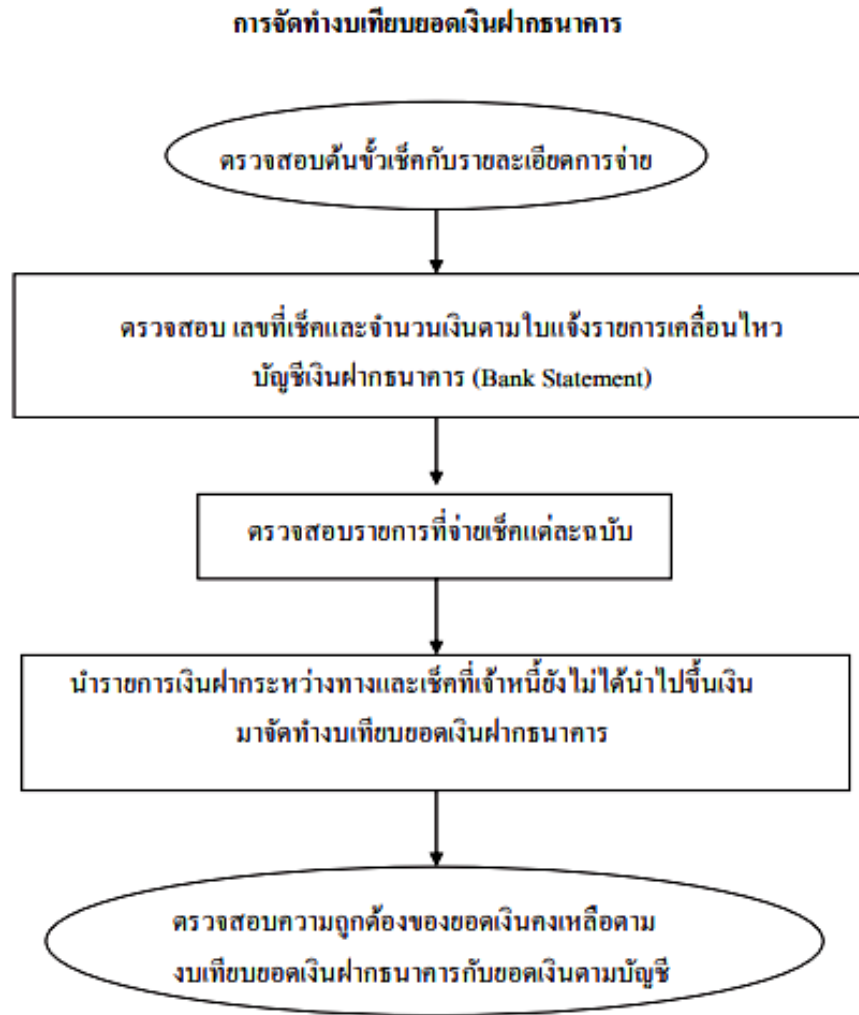 การจัดทำงบเทียบยอดเงินฝากธนาคาร
ตรวจสอบต้นขั้วเช็คกับรายละเอียดการจ่าย
ตรวจสอบ เลขที่เช็คและจำนวนเงินตามใบแจ้งรายการเคลื่อนไหว
บัญชีเงินฝากธนาคาร (Bank Statement)
ตรวจสอบรายการที่จ่ายเช็คแต่ละฉบับ
นำรายการเงินฝากระหว่างทางและเช็คที่เจ้าหนี้ยังไม่ได้นำไปขึ้นเงิน
มาจัดทำงบเทียบยอดเงินฝากธนาคาร
ตรวจสอบความถูกต้องของยอดเงินคงเหลือตาม
งบเทียบยอดเงินฝากธนาคารกับยอดเงินตามบัญชี